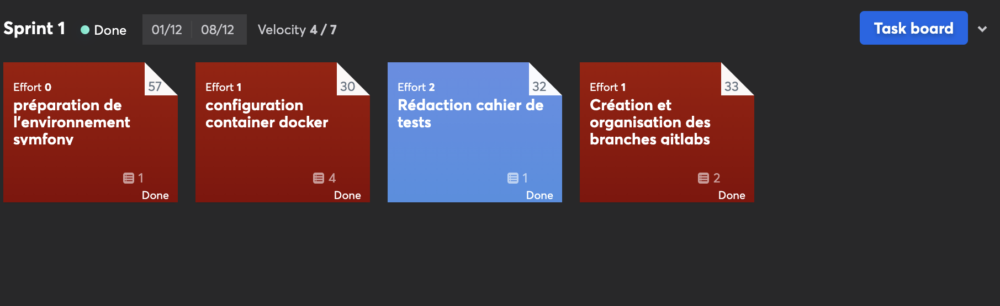 Sprint 1 Done 01/12 08/12 Velocity 4 / 7 Task board
57
Effort 0
préparation de
l'environnement
symfony
1
Done
30
Effort 1
configuration
container docker
4
Done
32
Effort 2
Rédaction cahier de
tests
1
Done
33
Effort 1
Création et
organisation des
branches gitlabs
2
Done